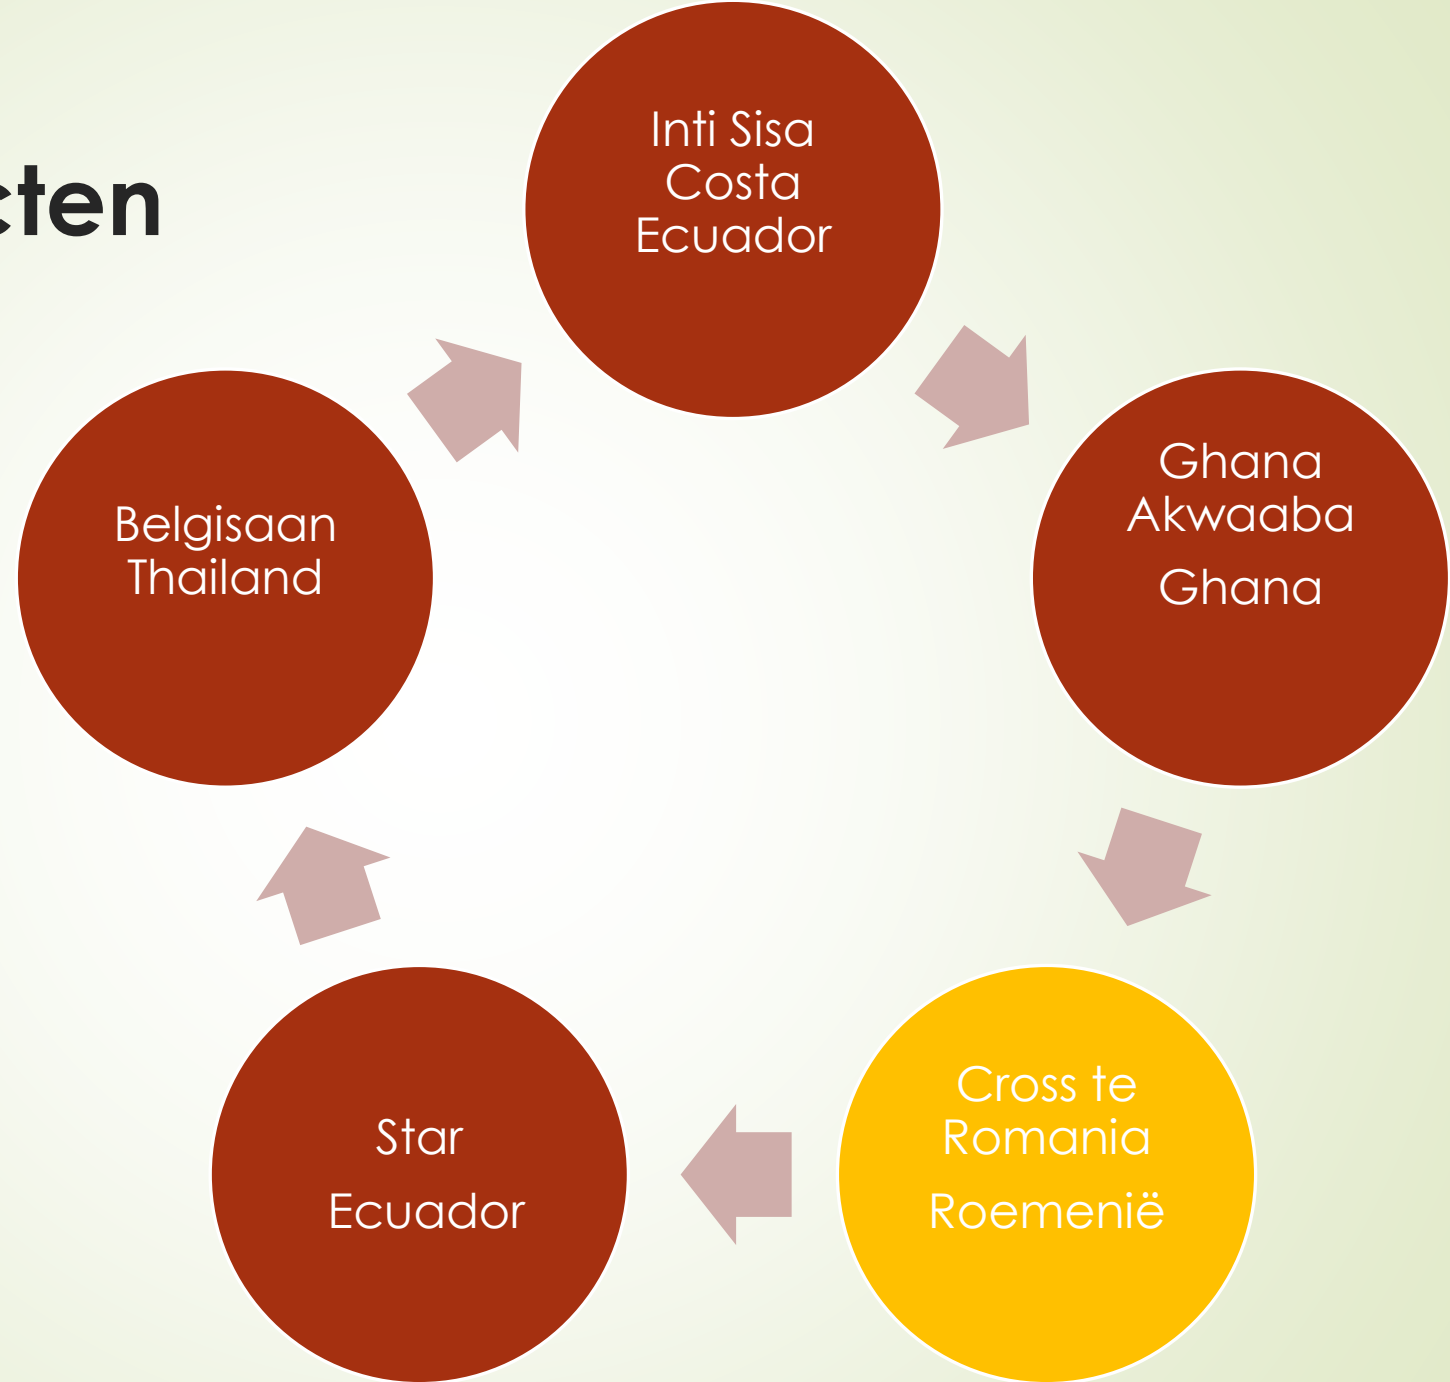 cten
Inti Sisa
Costa
Ecuador
Ghana
Akwaaba
Ghana
Cross te
Romania
Roemenië
Star
Ecuador
Belgisaan
Thailand